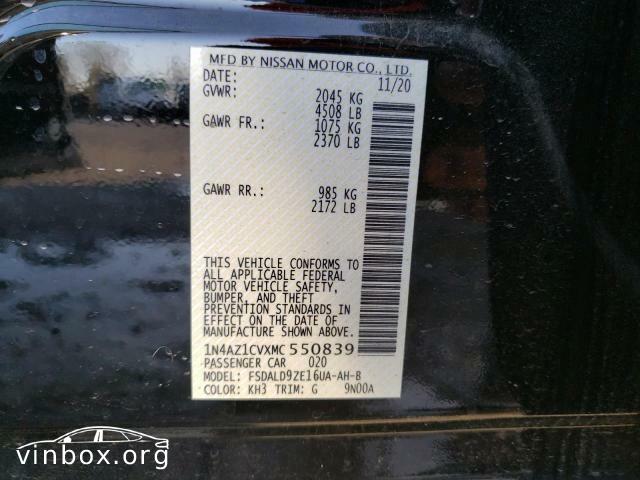 MFD BY NISSAN MOTOR CO., LTD.
DATE: 11/20
GVWR: 2045 KG
4508 LB
GAWR FR.: 1075 KG
2370 LB
GAWR RR.: 985 KG
2172 LB
THIS VEHICLE CONFORMS TO
ALL APPLICABLE FEDERAL
MOTOR VEHICLE SAFETY,
BUMPER, AND THEFT
PREVENTION STANDARDS IN
EFFECT ON THE DATE OF
MANUFACTURE SHOWN ABOVE.
1N4AZ1CVXMC550839
PASSENGER CAR 020
MODEL: FSDALD9ZE16UA-AH-B
COLOR: KH3 TRIM: G 9N00A
vinbox.org